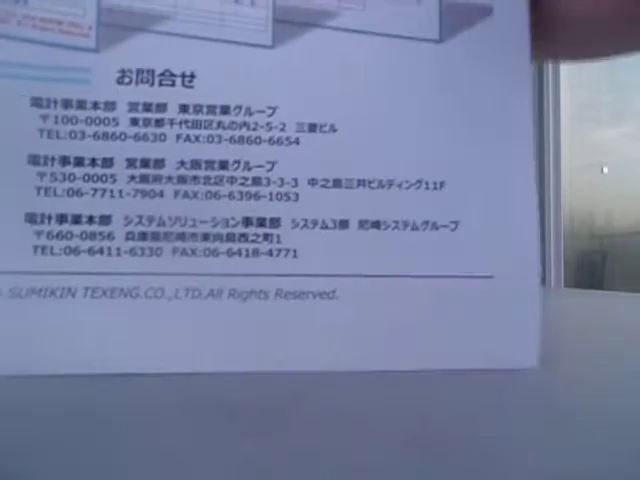 お問合せ
電計事業本部 営業部 東京営業グループ
〒100-0005 東京都千代田区丸の内2-5-2 三菱ビル
TEL:03-6860-6630 FAX:03-6860-6654
電計事業本部 営業部 大阪営業グループ
〒530-0005 大阪府大阪市北区中之島3-3-3 中之島三井ビルディング11F
TEL:06-7711-7904 FAX:06-6396-1053
電計事業本部 システムソリューション事業部 システム3部 尼崎システムグループ
〒660-0856 兵庫県尼崎市東向島西之町1
TEL:06-6411-6330 FAX:06-6418-4771
SUMIKIN TEXENG.CO.,LTD.All Rights Reserved.